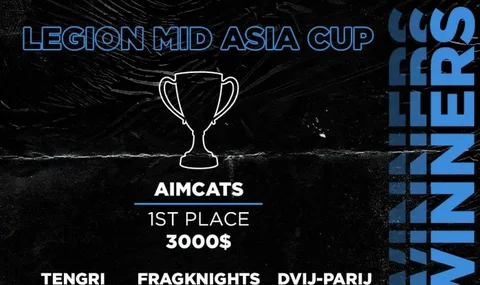 LEGION MID ASIA CUP
AIMCATS
1ST PLACE
3000$
TENGRI FRAGKNIGHTS DVIJ-PARIJ
WINNERS
WINNERS